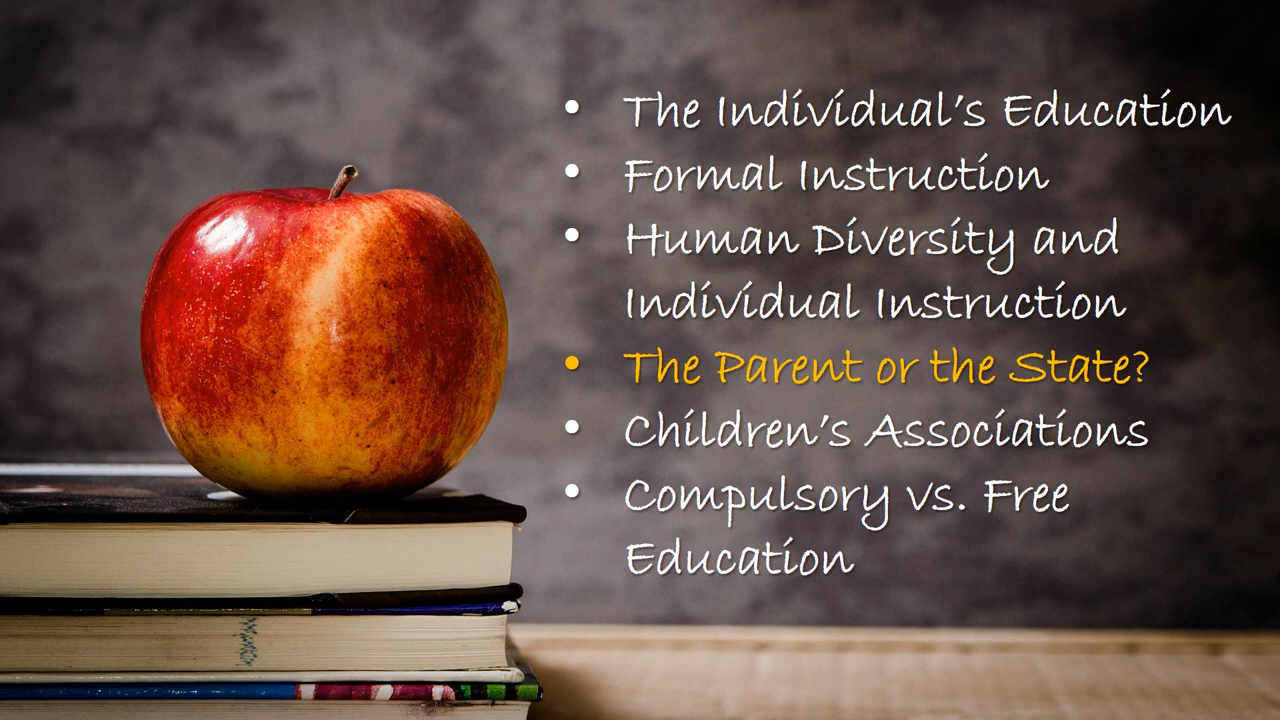 • The Individual's Education
• Formal Instruction
• Human Diversity and
Individual Instruction
• The Parent or the State?
• Children's Associations
• Compulsory vs. Free
Education